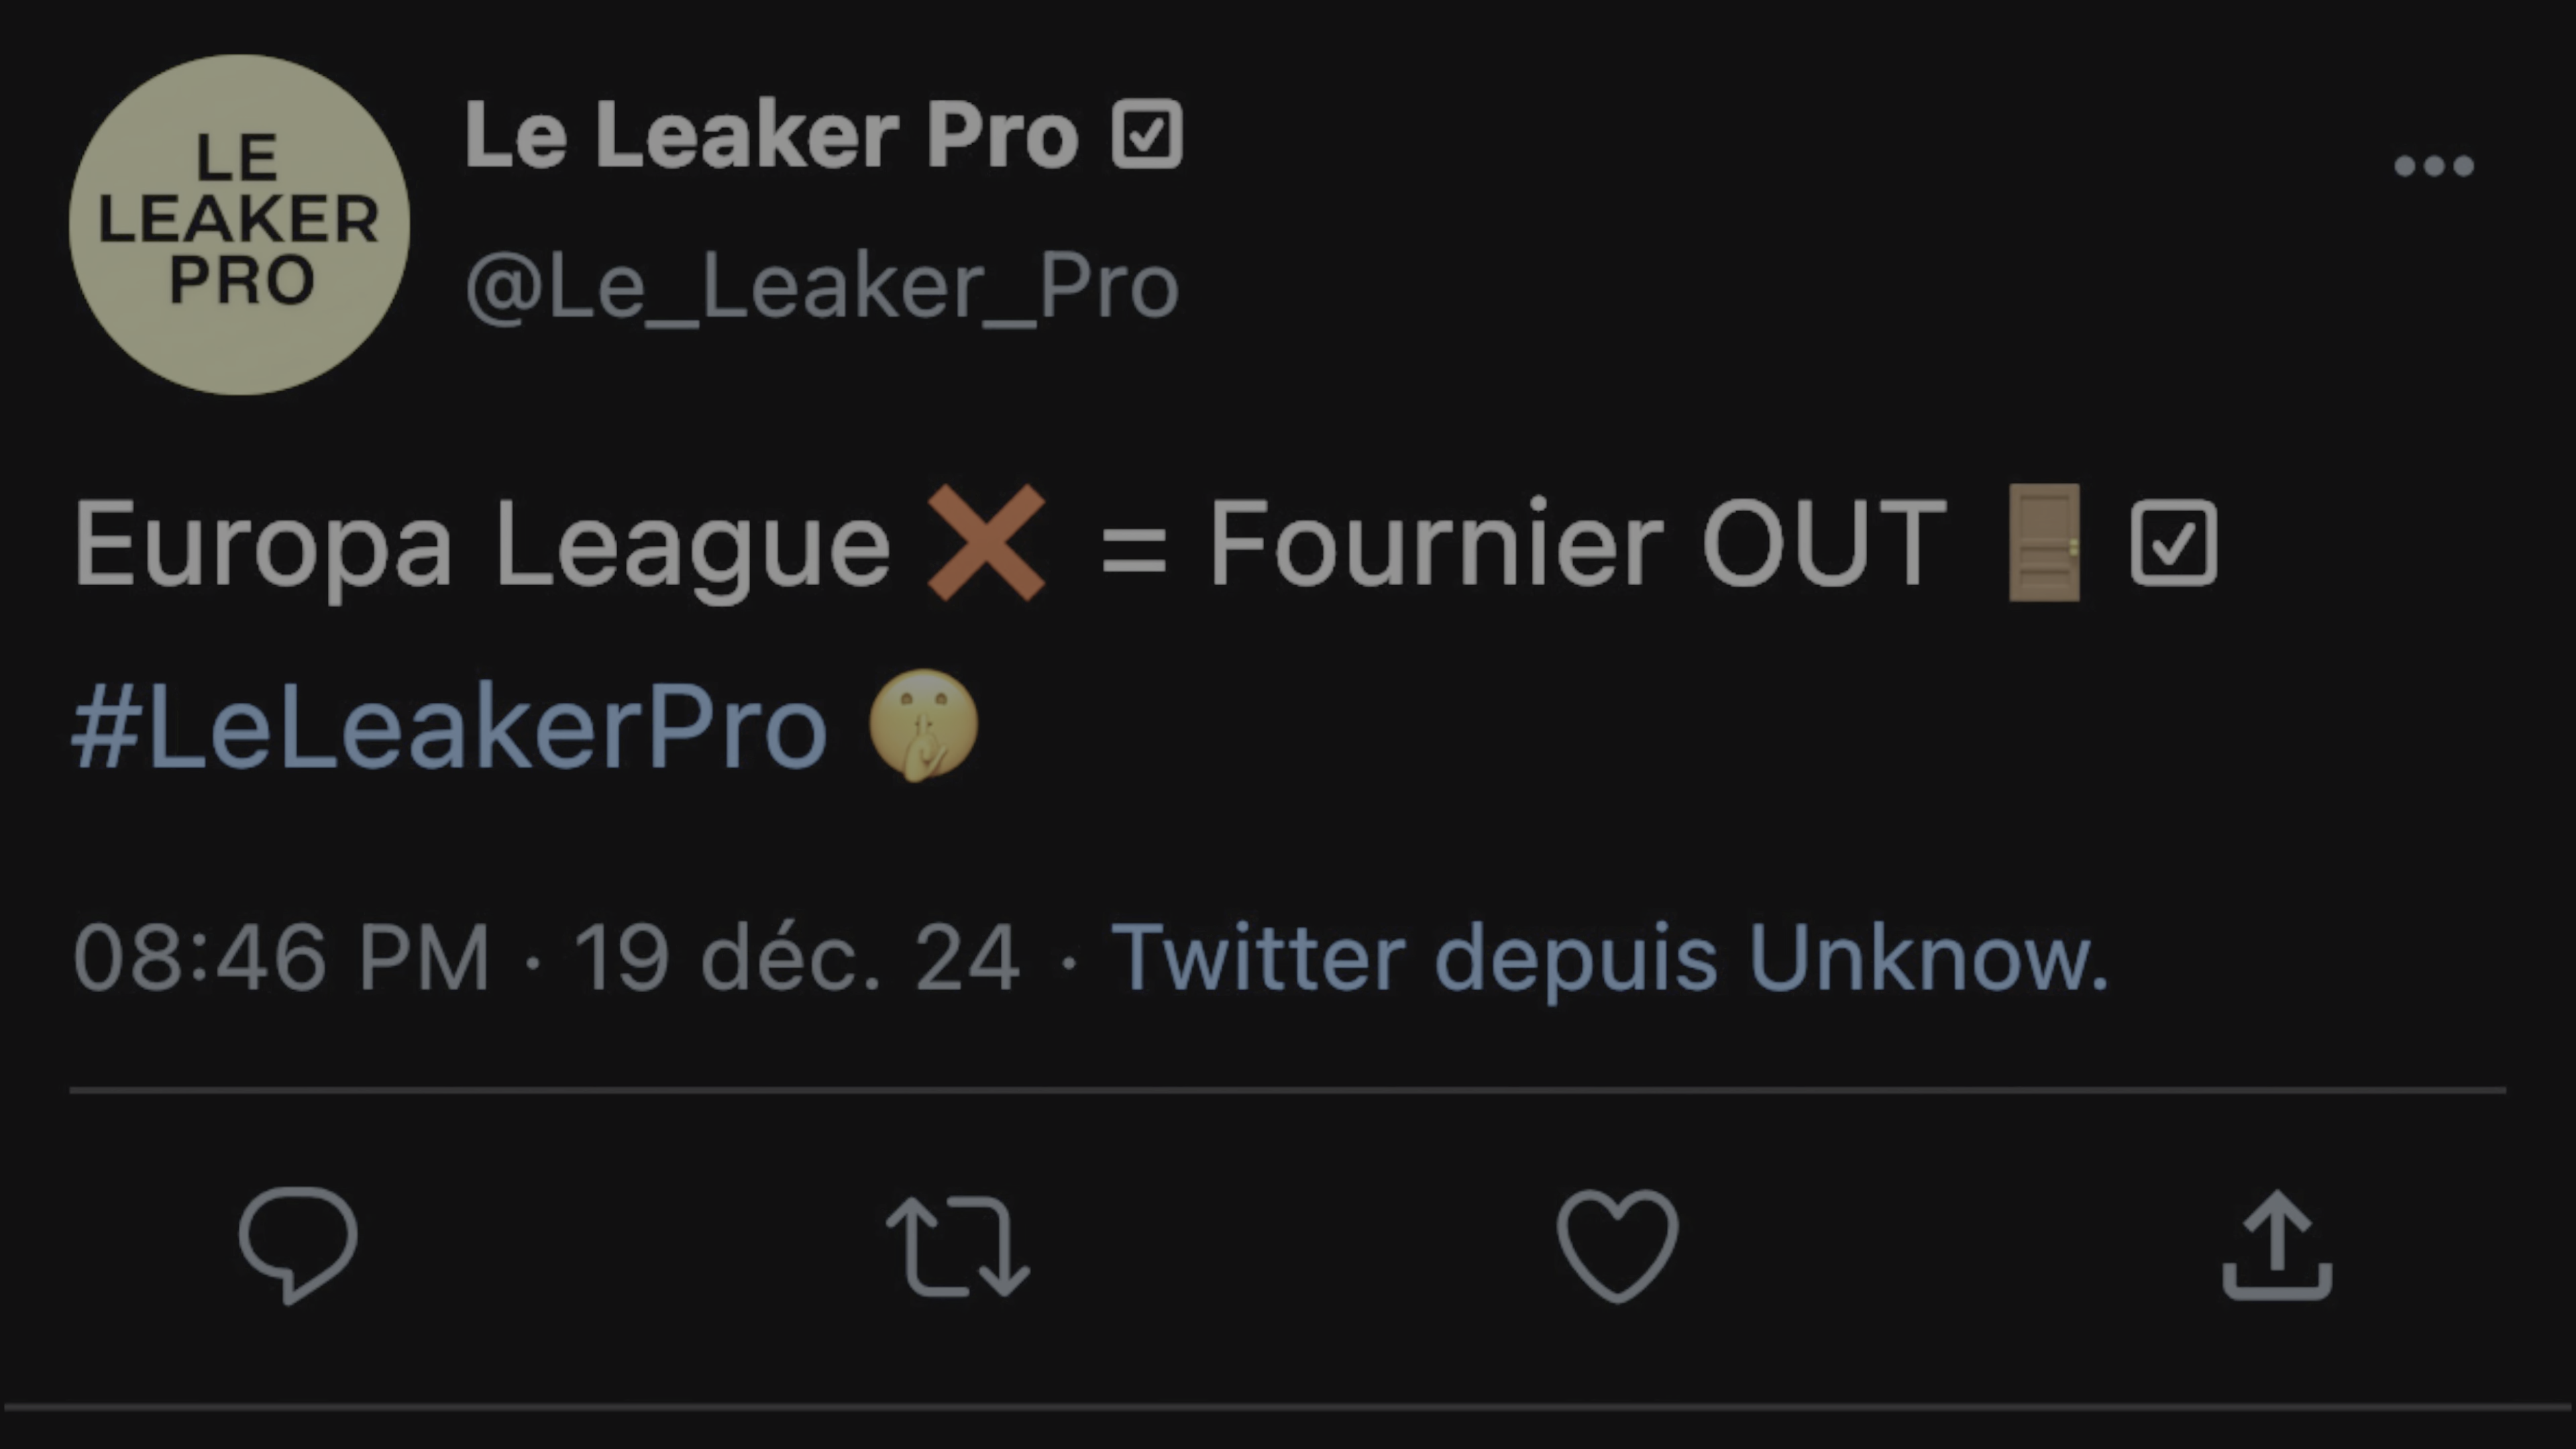 LE
LEAKER
PRO
Le Leaker Pro ☑
@Le_Leaker_Pro
Europa League ❌ = Fournier OUT 🚪 ☑
#LeLeakerPro 🤫
08:46 PM · 19 déc. 24 · Twitter depuis Unknow.